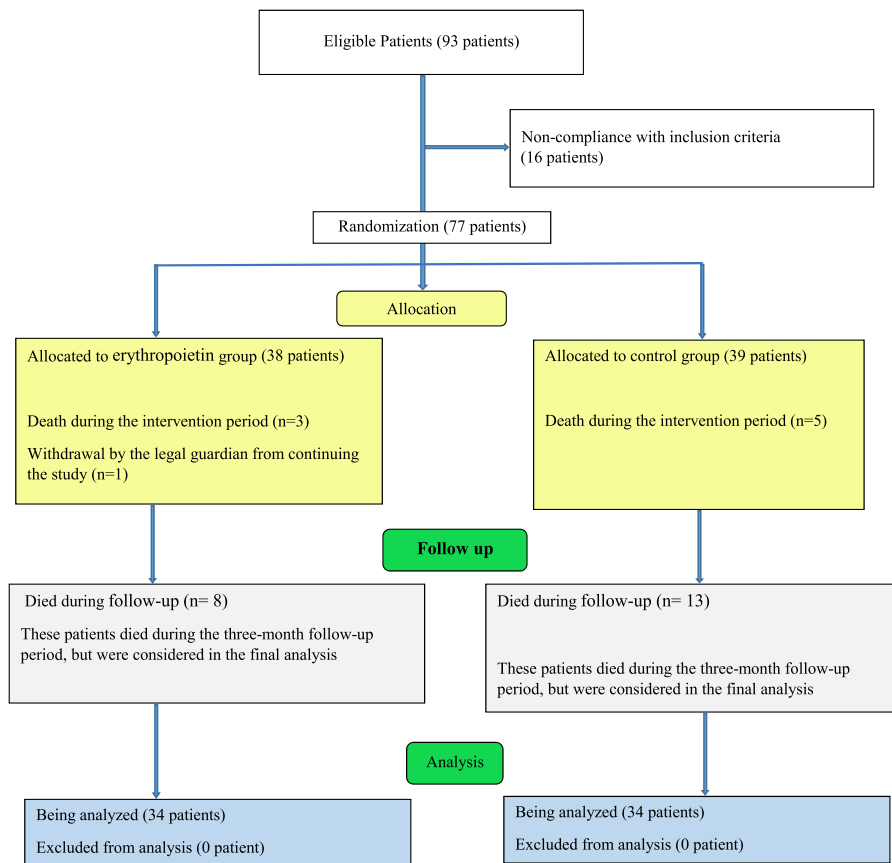 Eligible Patients (93 patients)
Non-compliance with inclusion criteria
(16 patients)
Randomization (77 patients)
Allocation
Allocated to erythropoietin group (38 patients)
Death during the intervention period (n=3)
Withdrawal by the legal guardian from continuing
the study (n=1)
Allocated to control group (39 patients)
Death during the intervention period (n=5)
Follow up
Died during follow-up (n= 8)
These patients died during the three-month follow-up
period, but were considered in the final analysis
Died during follow-up (n= 13)
These patients died during the three-month follow-up
period, but were considered in the final analysis
Analysis
Being analyzed (34 patients)
Excluded from analysis (0 patient)
Being analyzed (34 patients)
Excluded from analysis (0 patient)